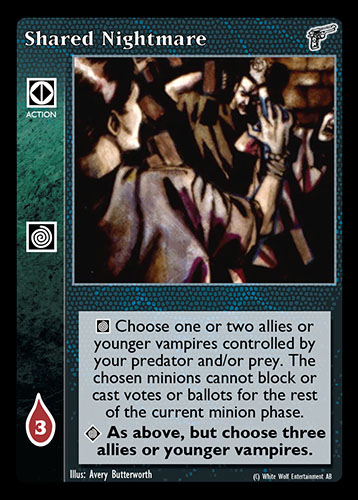 Shared Nightmare
ACTION
Choose one or two allies or
younger vampires controlled by
your predator and/or prey. The
chosen minions cannot block or
cast votes or ballots for the rest
of the current minion phase.
As above, but choose three
allies or younger vampires.
3
Illus: Avery Butterworth
(C) White Wolf Entertainment AB